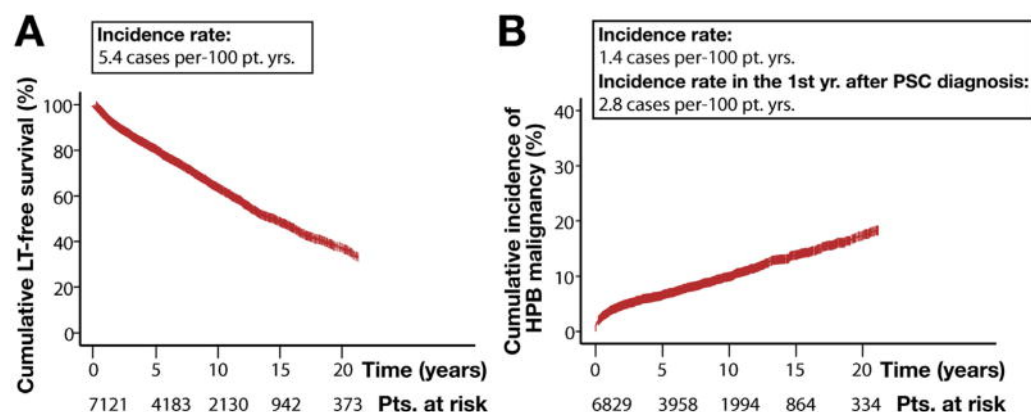 A
Incidence rate:
5.4 cases per-100 pt. yrs.
Cumulative LT-free survival (%)
100
80
60
40
20
0
0 5 10 15 20 Time (years)
7121 4183 2130 942 373 Pts. at risk
B
Incidence rate:
1.4 cases per-100 pt. yrs.
Incidence rate in the 1st yr. after PSC diagnosis:
2.8 cases per-100 pt. yrs.
Cumulative incidence of
HPB malignancy (%)
40
30
20
10
0
0 5 10 15 20 Time (years)
6829 3958 1994 864 334 Pts. at risk